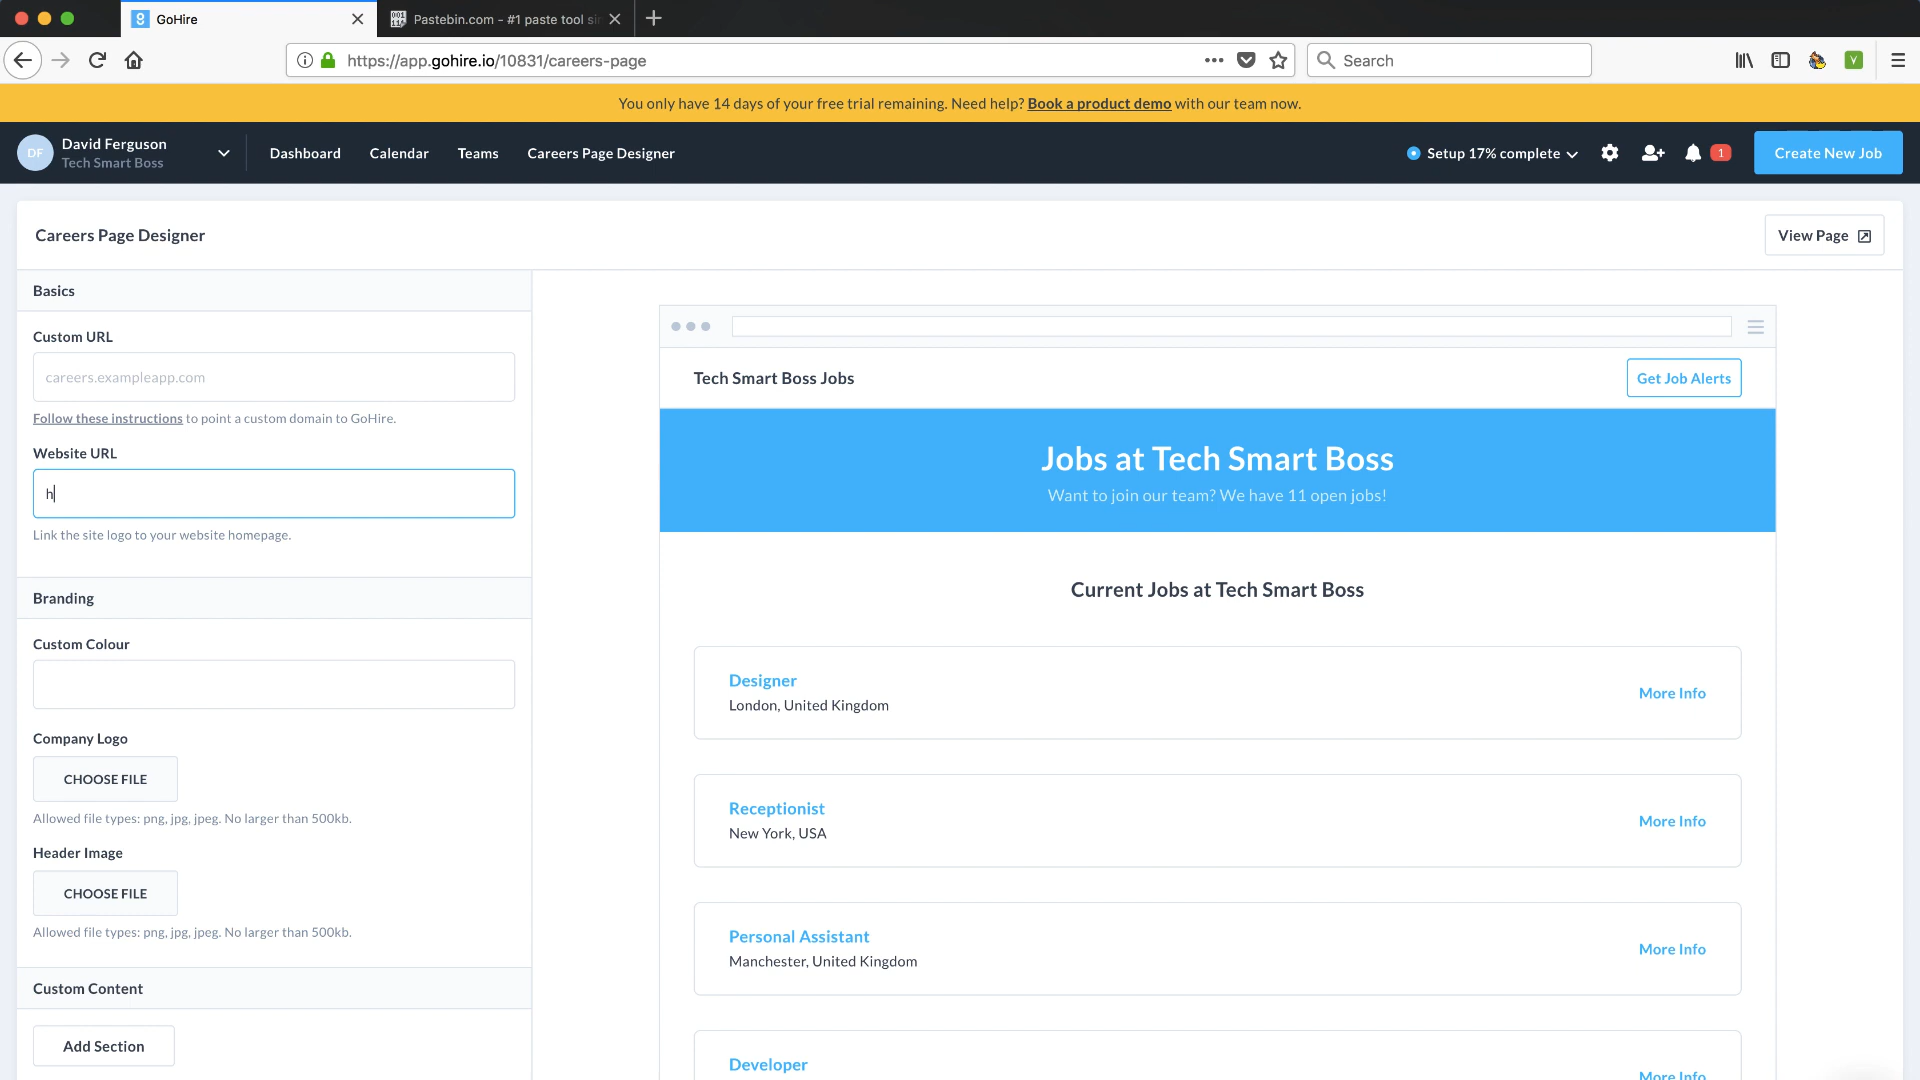 GoHire
Pastebin.com - #1 paste tool si
https://app.gohire.io/10831/careers-page
Search
You only have 14 days of your free trial remaining. Need help? Book a product demo with our team now.
DF
David Ferguson
Tech Smart Boss
Dashboard
Calendar
Teams
Careers Page Designer
Setup 17% complete
1
Create New Job
Careers Page Designer
View Page
Basics
Custom URL
careers.exampleapp.com
Follow these instructions to point a custom domain to GoHire.
Website URL
h
Link the site logo to your website homepage.
Branding
Custom Colour
Company Logo
CHOOSE FILE
Allowed file types: png, jpg, jpeg. No larger than 500kb.
Header Image
CHOOSE FILE
Allowed file types: png, jpg, jpeg. No larger than 500kb.
Custom Content
Add Section
Tech Smart Boss Jobs
Get Job Alerts
Jobs at Tech Smart Boss
Want to join our team? We have 11 open jobs!
Current Jobs at Tech Smart Boss
Designer
London, United Kingdom
More Info
Receptionist
New York, USA
More Info
Personal Assistant
Manchester, United Kingdom
More Info
Developer
More Info